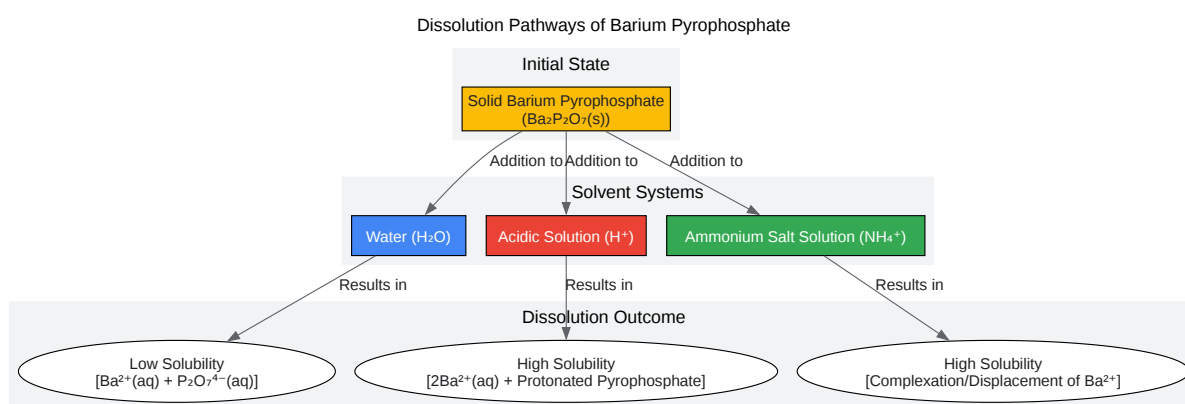 Dissolution Pathways of Barium Pyrophosphate
Initial State
Solid Barium Pyrophosphate
(Ba₂P₂O₇(s))
Addition to Addition to Addition to
Solvent Systems
Water (H₂O) Acidic Solution (H⁺) Ammonium Salt Solution (NH₄⁺)
Results in Results in Results in
Dissolution Outcome
Low Solubility High Solubility High Solubility
[Ba²⁺(aq) + P₂O₇⁴⁻(aq)] [2Ba²⁺(aq) + Protonated Pyrophosphate] [Complexation/Displacement of Ba²⁺]